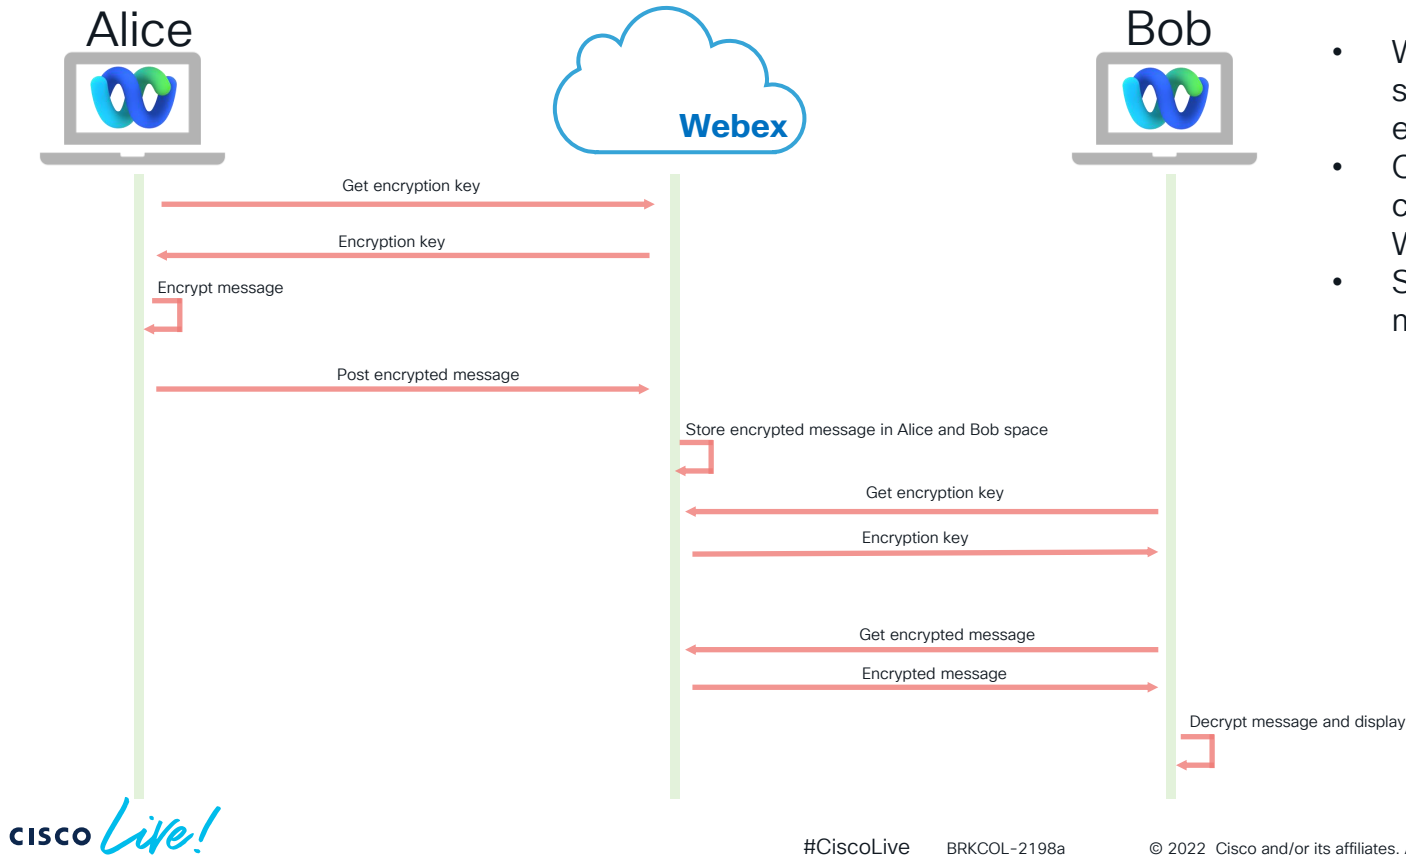 Alice
Webex
Bob
Get encryption key
Encryption key
Encrypt message
Post encrypted message
Store encrypted message in Alice and Bob space
Get encryption key
Encryption key
Get encrypted message
Encrypted message
Decrypt message and display
CISCO Live!
#CiscoLive
BRKCOL-2198a
© 2022 Cisco and/or its affiliates.